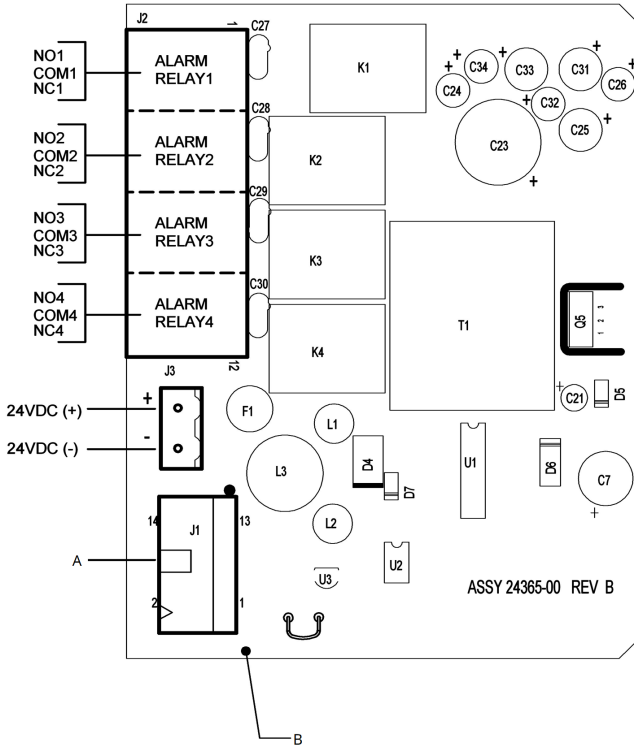 J2
1
C27
NO1
COM1
NC1
ALARM
RELAY1
K1
C34
C33
C31
C26
C24
C32
C25
C23
C28
NO2
COM2
NC2
ALARM
RELAY2
K2
C29
NO3
COM3
NC3
ALARM
RELAY3
K3
C30
NO4
COM4
NC4
ALARM
RELAY4
K4
T1
Q5
1 2 3
12
J3
24VDC (+)
+
F1
L1
C21
D5
24VDC (-)
-
L3
D4
D7
U1
D6
C7
14
J1
13
A
L2
U3
U2
2
1
ASSY 24365-00 REV B
B